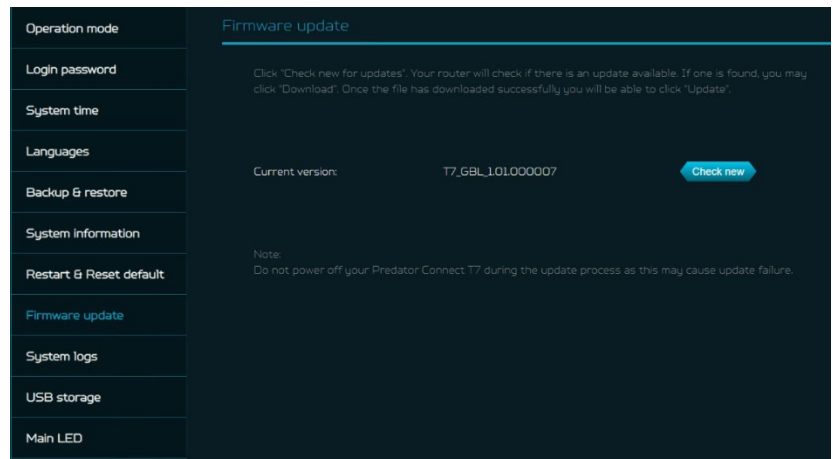 Operation mode
Login password
System time
Languages
Backup & restore
System information
Restart & Reset default
Firmware update
System logs
USB storage
Main LED
Firmware update
Click "Check new for updates". Your router will check if there is an update available. If one is found, you may
click "Download". Once the file has downloaded successfully you will be able to click "Update".
Current version: T7_GBL_1.01.000007 Check new
Note:
Do not power off your Predator Connect T7 during the update process as this may cause update failure.